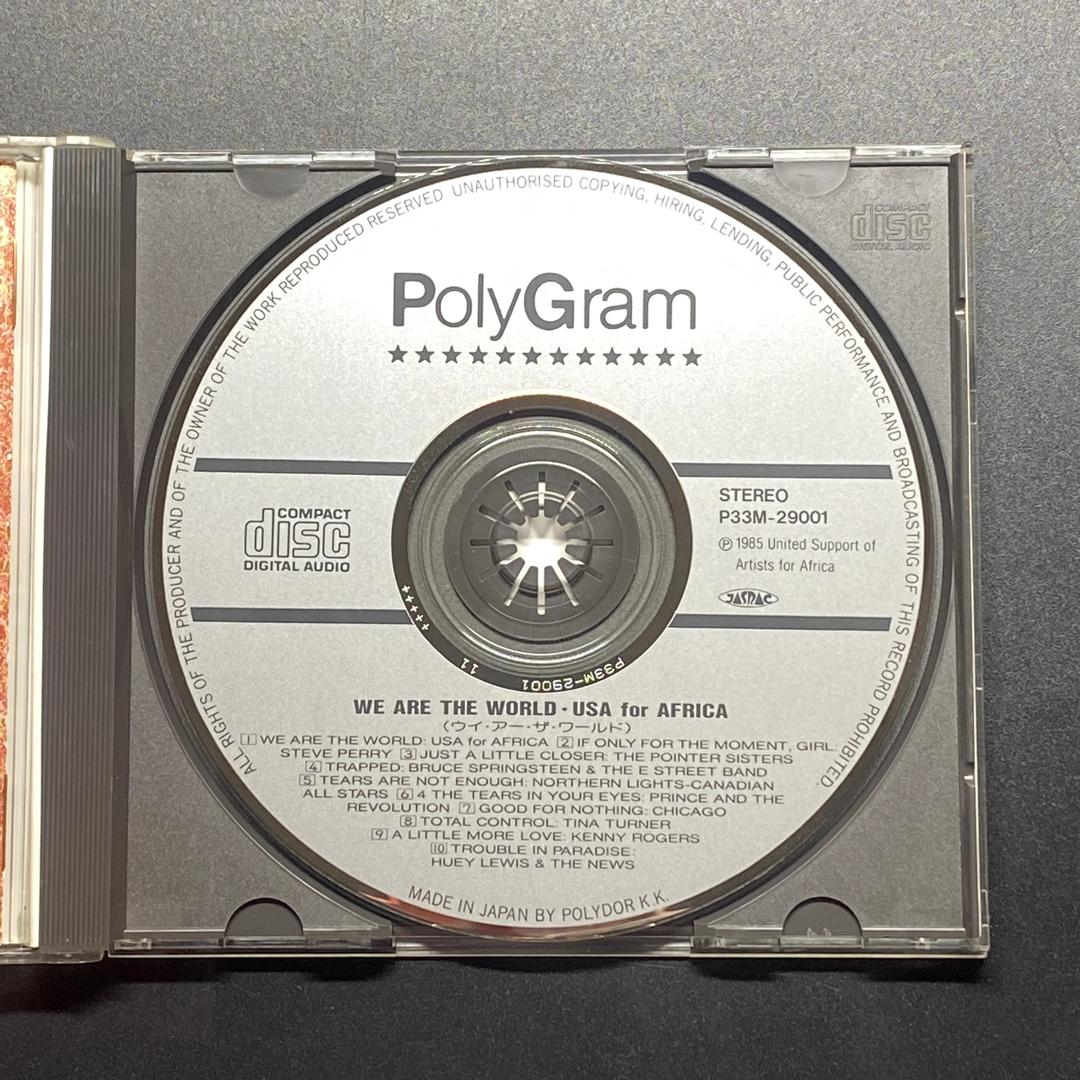 ALL RIGHTS OF THE PRODUCER AND OF THE OWNER OF THE WORK REPRODUCED RESERVED. UNAUTHORISED COPYING, HIRING, LENDING, PUBLIC PERFORMANCE AND BROADCASTING OF THIS RECORD PROHIBITED.
COMPACT
disc
DIGITAL AUDIO
PolyGram
★★★★★★★★★★★★
COMPACT
disc
DIGITAL AUDIO
STEREO
P33M-29001
℗ 1985 United Support of
Artists for Africa
JASRAC
P33M-29001 11 +++++
WE ARE THE WORLD・USA for AFRICA
(ウイ・アー・ザ・ワールド)
1 WE ARE THE WORLD: USA for AFRICA 2 IF ONLY FOR THE MOMENT, GIRL:
STEVE PERRY 3 JUST A LITTLE CLOSER: THE POINTER SISTERS
4 TRAPPED: BRUCE SPRINGSTEEN & THE E STREET BAND
5 TEARS ARE NOT ENOUGH: NORTHERN LIGHTS-CANADIAN
ALL STARS 6 4 THE TEARS IN YOUR EYES: PRINCE AND THE
REVOLUTION 7 GOOD FOR NOTHING: CHICAGO
8 TOTAL CONTROL: TINA TURNER
9 A LITTLE MORE LOVE: KENNY ROGERS
10 TROUBLE IN PARADISE:
HUEY LEWIS & THE NEWS
MADE IN JAPAN BY POLYDOR K.K.